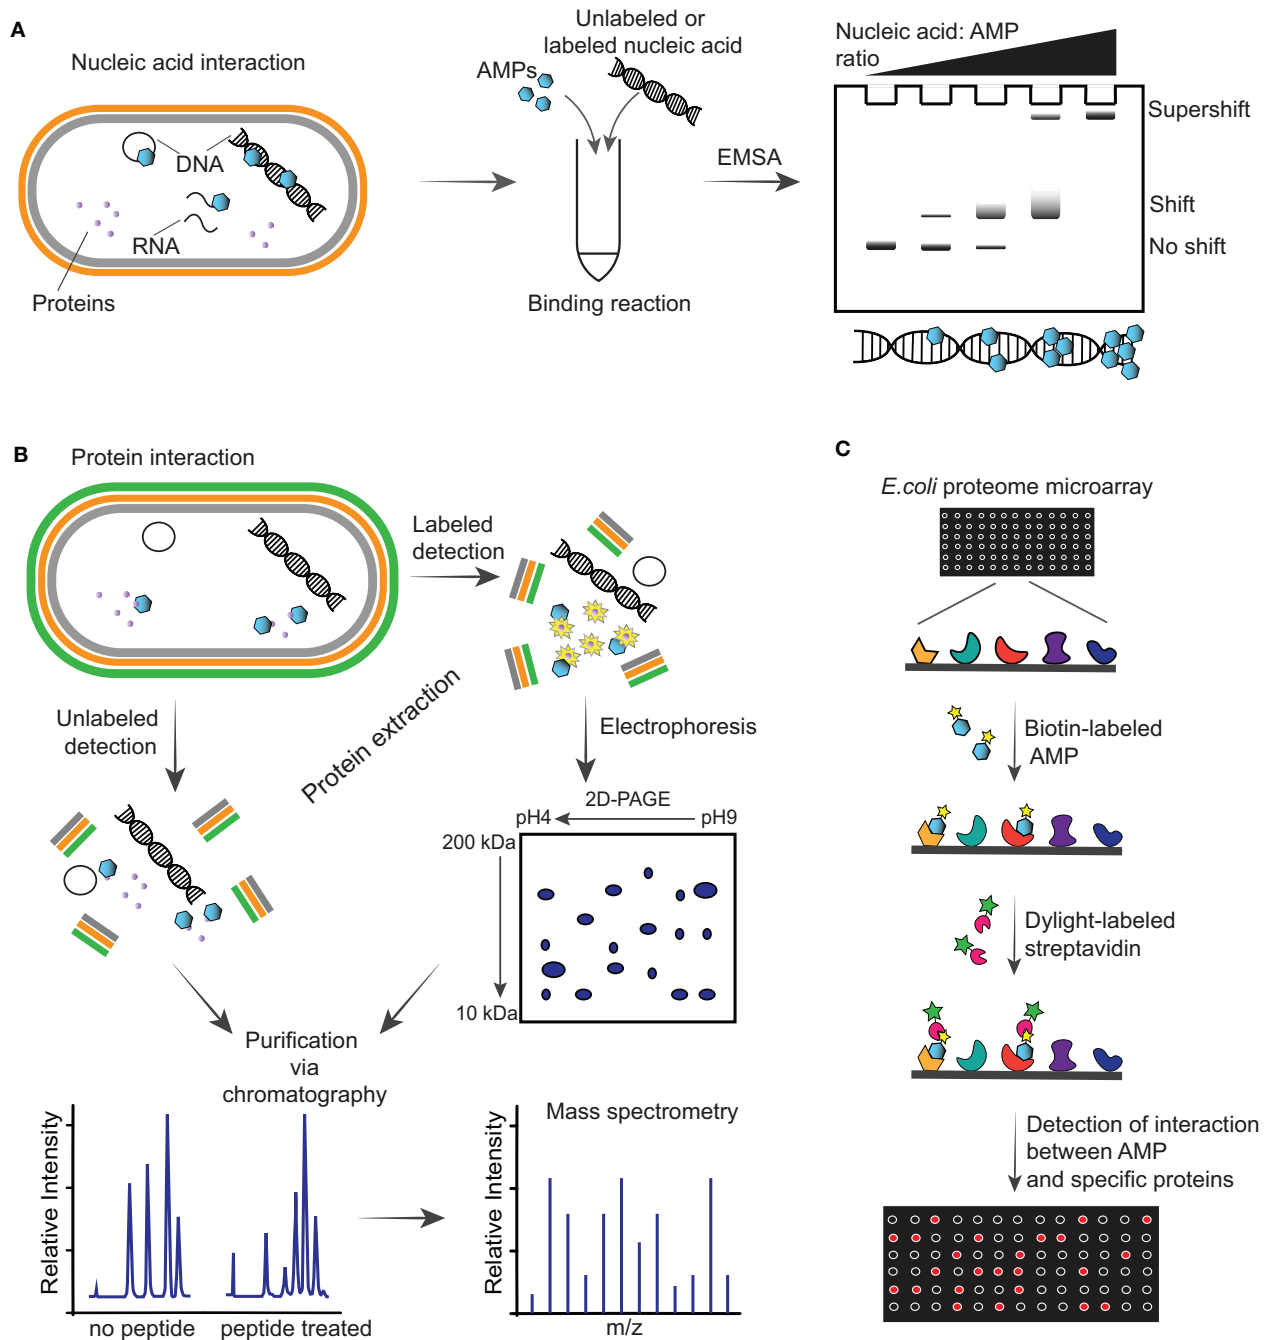 A
Nucleic acid interaction
DNA
RNA
Proteins
AMPs
Unlabeled or
labeled nucleic acid
Binding reaction
EMSA
Nucleic acid: AMP
ratio
Supershift
Shift
No shift
B
Protein interaction
Labeled
detection
Unlabeled
detection
Protein extraction
Electrophoresis
2D-PAGE
pH4
pH9
200 kDa
10 kDa
Purification
via
chromatography
Relative Intensity
no peptide
peptide treated
Mass spectrometry
Relative Intensity
m/z
C
E.coli proteome microarray
Biotin-labeled
AMP
Dylight-labeled
streptavidin
Detection of interaction
between AMP
and specific proteins